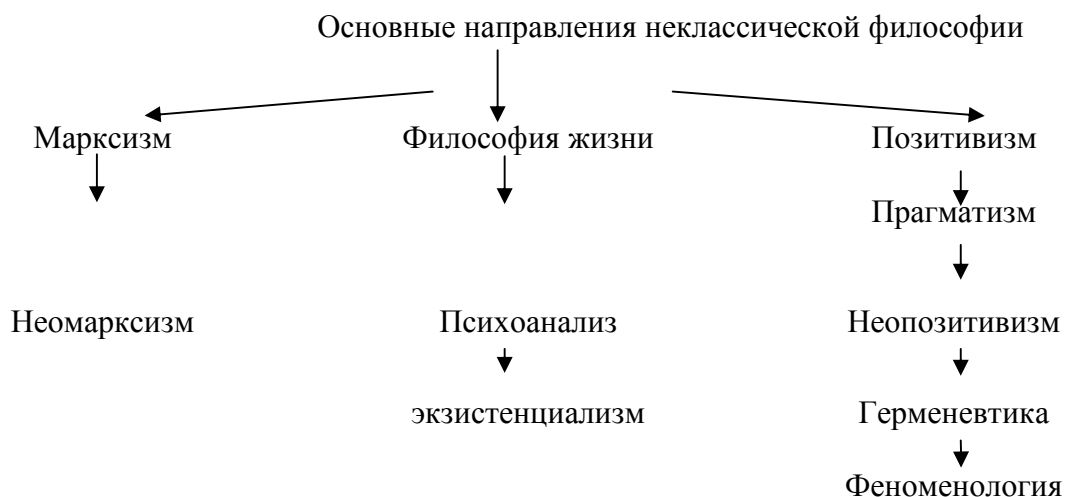 Основные направления неклассической философии
Марксизм Философия жизни Позитивизм
Прагматизм
Неомарксизм Психоанализ Неопозитивизм
экзистенциализм Герменевтика
Феноменология